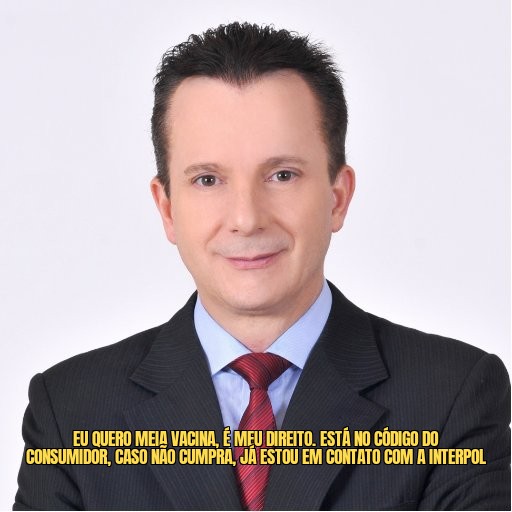 EU QUERO MEIA VACINA, É MEU DIREITO. ESTÁ NO CÓDIGO DO
CONSUMIDOR, CASO NÃO CUMPRA, JÁ ESTOU EM CONTATO COM A INTERPOL